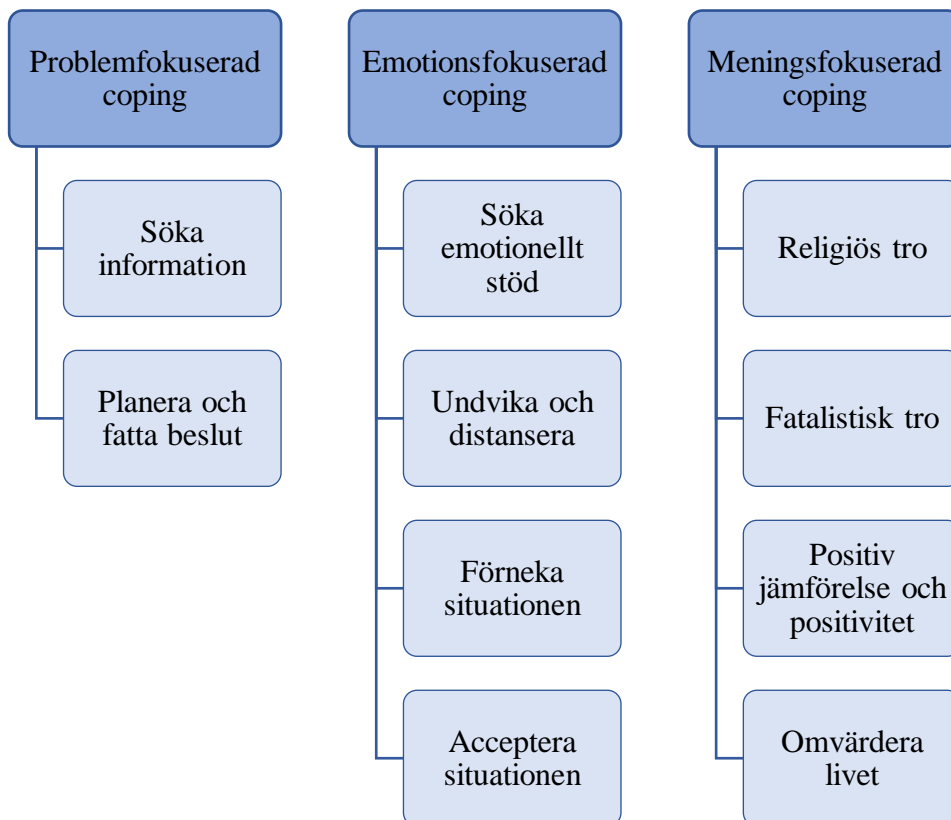 Problemfokuserad
coping
Söka
information
Planera och
fatta beslut
Emotionsfokuserad
coping
Söka
emotionellt
stöd
Undvika och
distansera
Förneka
situationen
Acceptera
situationen
Meningsfokuserad
coping
Religiös tro
Fatalistisk tro
Positiv
jämförelse och
positivitet
Omvärdera
livet